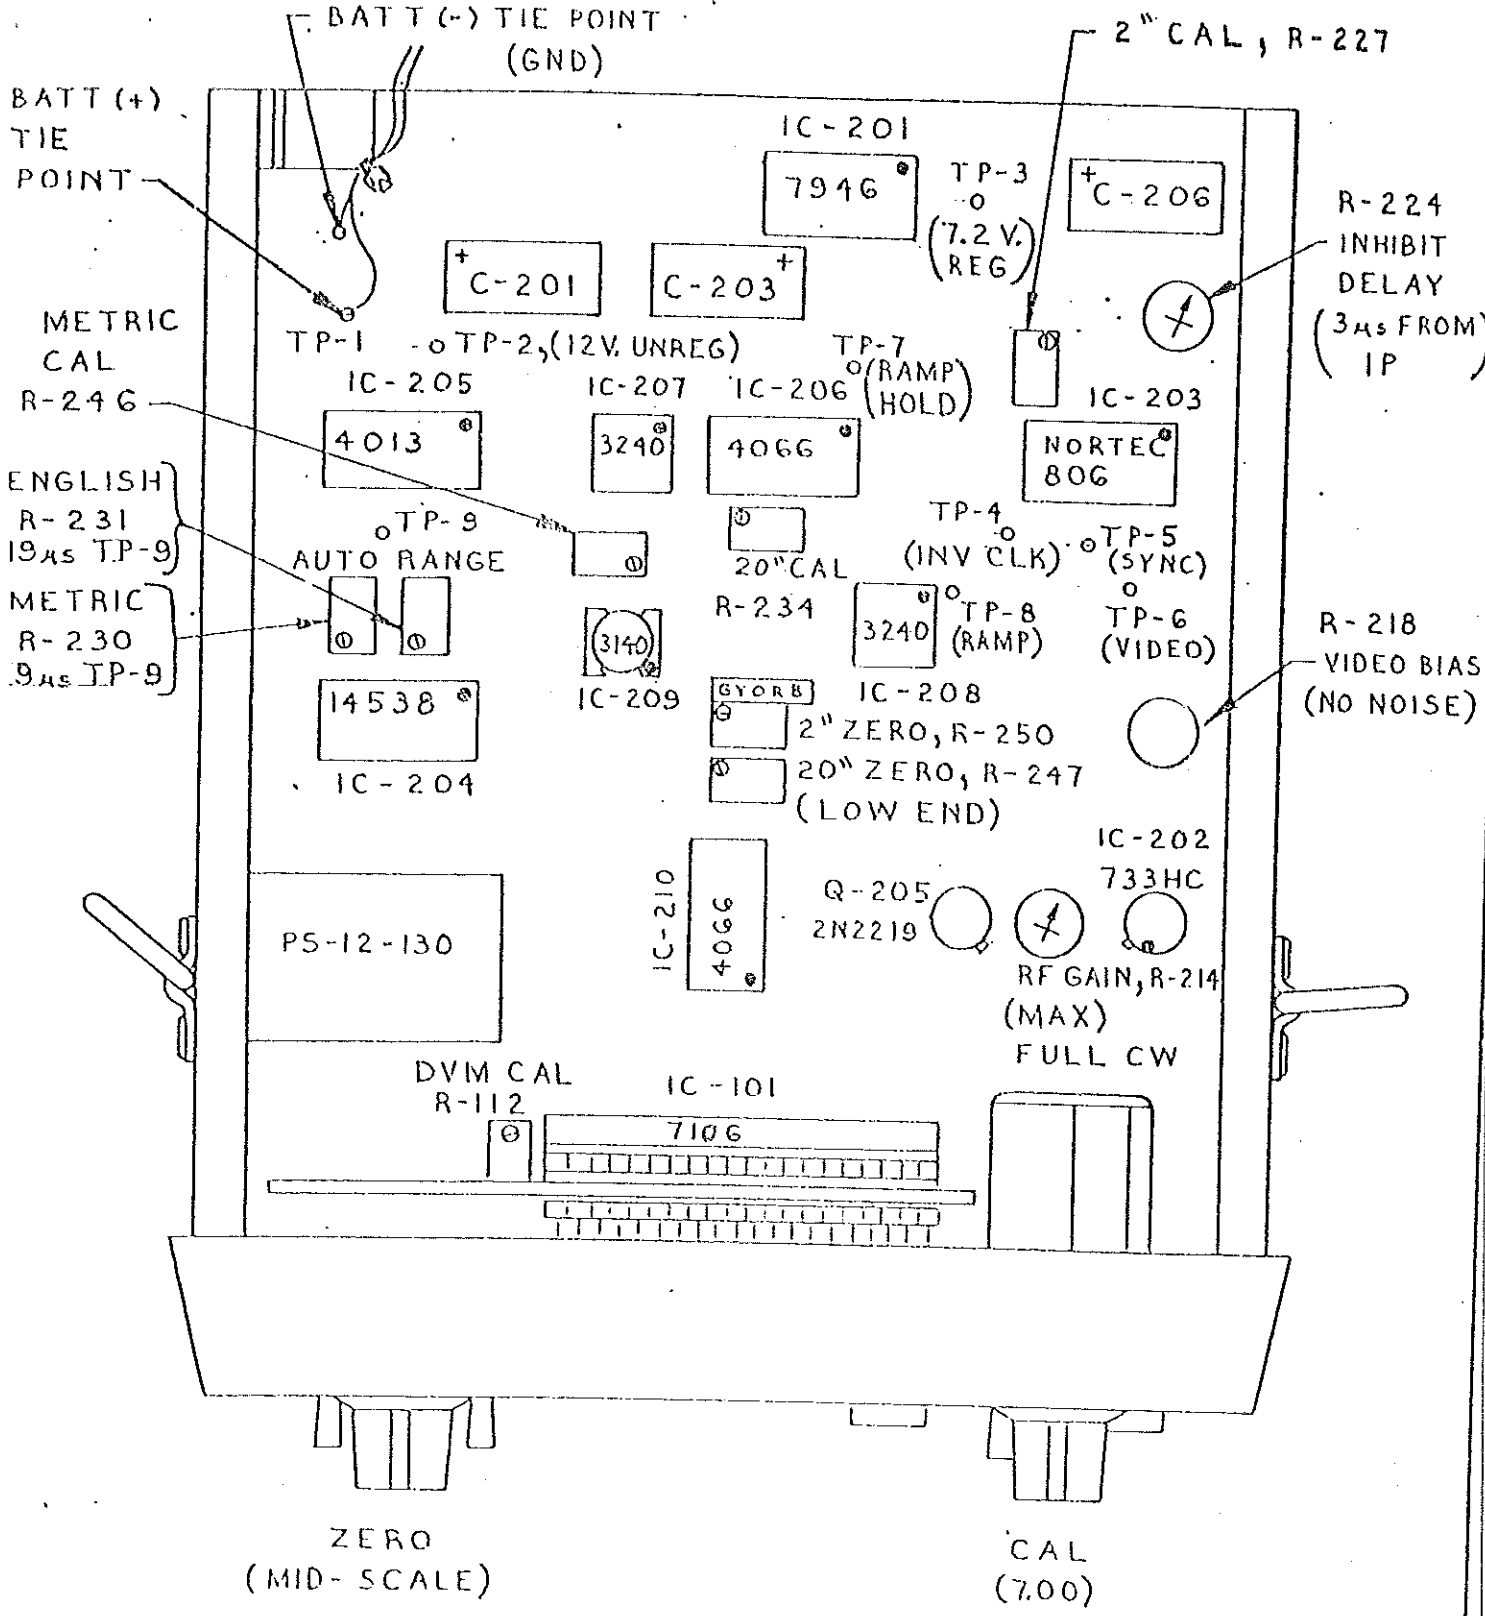 BATT (-) TIE POINT
(GND)
2" CAL, R-227
BATT (+)
TIE
POINT
IC-201
7946
TP-3
(7.2 V.
REG)
+
C-206
R-224
INHIBIT
DELAY
(3µs FROM)
IP
+
C-201
C-203
+
METRIC
CAL
R-246
TP-1
TP-2,(12V. UNREG)
TP-7
(RAMP)
(HOLD)
IC-205
4013
IC-207
3240
IC-206
4066
IC-203
NORTEC
806
ENGLISH
R-231
19µs TP-9
TP-9
AUTO RANGE
METRIC
R-230
.9µs TP-9
20" CAL
R-234
TP-4
(INV CLK)
TP-5
(SYNC)
TP-6
(VIDEO)
3240
TP-8
(RAMP)
IC-208
R-218
VIDEO BIAS
(NO NOISE)
3140
IC-209
14538
IC-204
GYORB
2" ZERO, R-250
20" ZERO, R-247
(LOW END)
IC-210
4066
Q-205
2N2219
IC-202
733HC
RF GAIN, R-214
(MAX)
FULL CW
PS-12-130
DVM CAL
R-112
IC-101
7106
ZERO
(MID-SCALE)
CAL
(7.00)